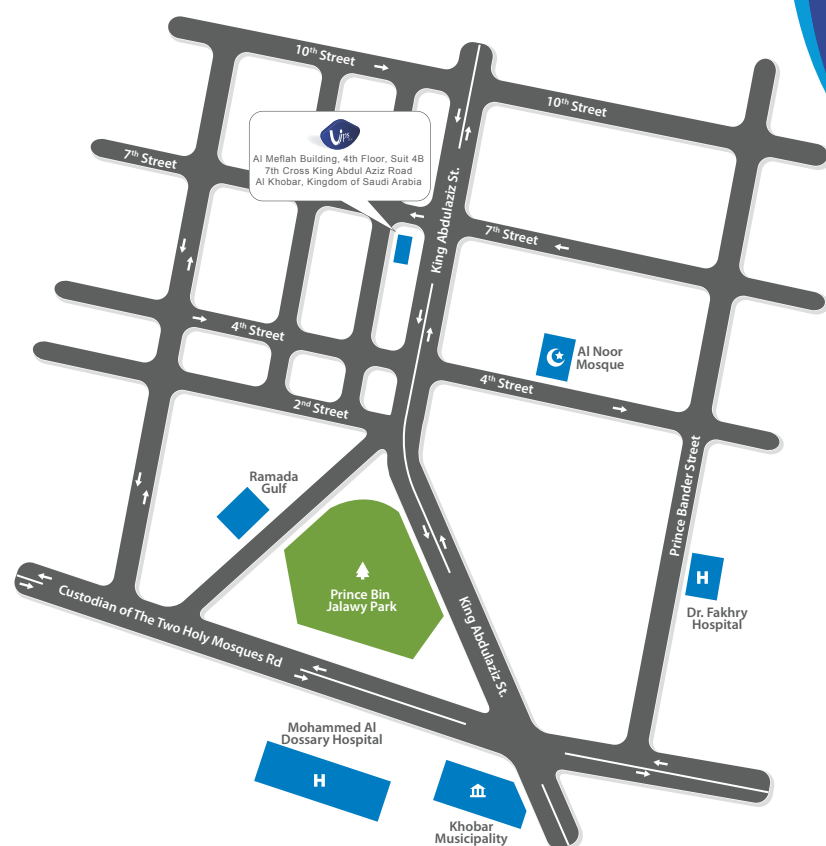 10th Street
10th Street
7th Street
Vips
Al Meflah Building, 4th Floor, Suit 4B
7th Cross King Abdul Aziz Road
Al Khobar, Kingdom of Saudi Arabia
King Abdulaziz St.
7th Street
4th Street
Al Noor
Mosque
4th Street
2nd Street
Ramada
Gulf
Prince Bander Street
Prince Bin
Jalawy Park
H
Dr. Fakhry
Hospital
Custodian of The Two Holy Mosques Rd
King Abdulaziz St.
Mohammed Al
Dossary Hospital
H
Khobar
Musicipality